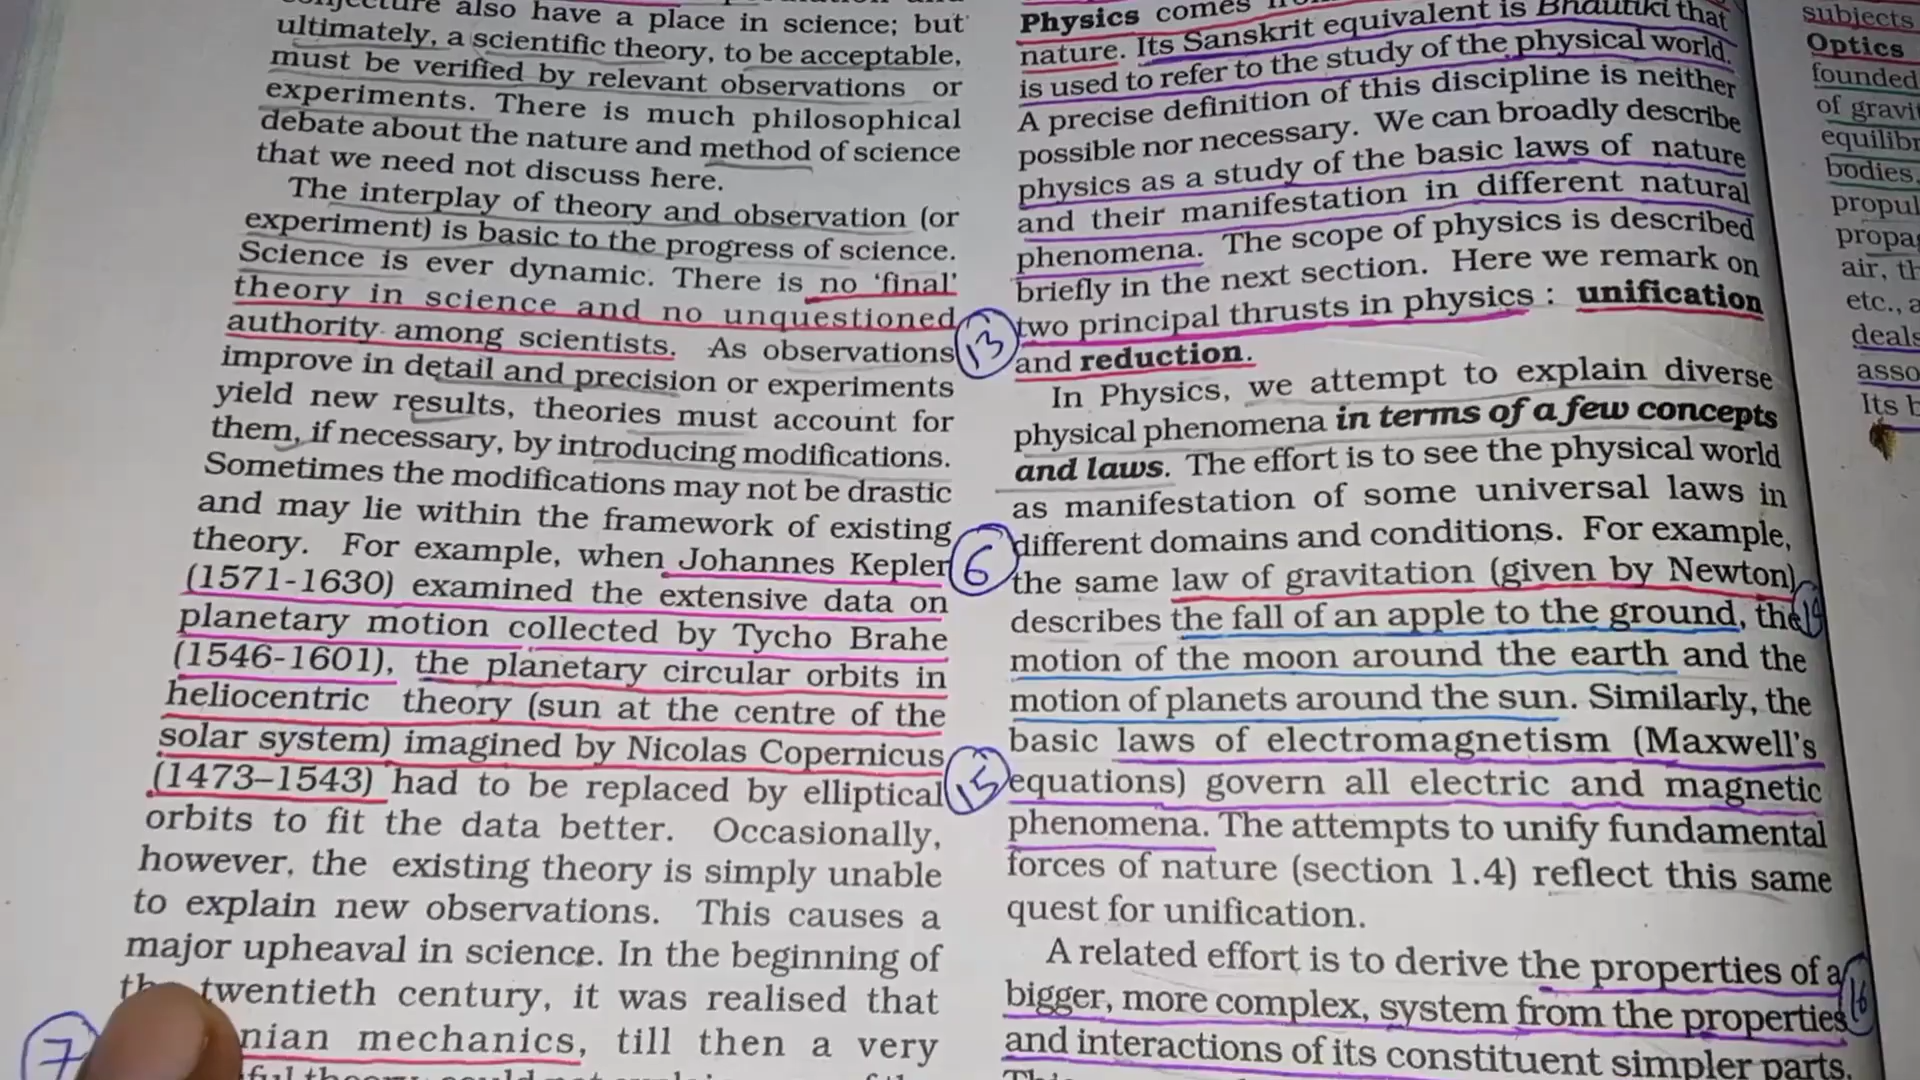 also have a place in science; but
ultimately, a scientific theory, to be acceptable,
must be verified by relevant observations or
experiments. There is much philosophical
debate about the nature and method of science
that we need not discuss here.
The interplay of theory and observation (or
experiment) is basic to the progress of science.
Science is ever dynamic. There is no ‘final’
theory in science and no unquestioned
authority among scientists. As observations
improve in detail and precision or experiments
yield new results, theories must account for
them, if necessary, by introducing modifications.
Sometimes the modifications may not be drastic
and may lie within the framework of existing
theory. For example, when Johannes Kepler
(1571-1630) examined the extensive data on
planetary motion collected by Tycho Brahe
(1546-1601), the planetary circular orbits in
heliocentric theory (sun at the centre of the
solar system) imagined by Nicolas Copernicus
(1473–1543) had to be replaced by elliptical
orbits to fit the data better. Occasionally,
however, the existing theory is simply unable
to explain new observations. This causes a
major upheaval in science. In the beginning of
twentieth century, it was realised that
7
nian mechanics, till then a very
Physics comes
nature. Its Sanskrit equivalent is Bhautiki that
is used to refer to the study of the physical world.
A precise definition of this discipline is neither
possible nor necessary. We can broadly describe
physics as a study of the basic laws of nature
and their manifestation in different natural
phenomena. The scope of physics is described
briefly in the next section. Here we remark on
13 two principal thrusts in physics : unification
and reduction.
In Physics, we attempt to explain diverse
physical phenomena in terms of a few concepts
and laws. The effort is to see the physical world
as manifestation of some universal laws in
6 different domains and conditions. For example,
the same law of gravitation (given by Newton)
describes the fall of an apple to the ground, the 14
motion of the moon around the earth and the
motion of planets around the sun. Similarly, the
basic laws of electromagnetism (Maxwell's
15 equations) govern all electric and magnetic
phenomena. The attempts to unify fundamental
forces of nature (section 1.4) reflect this same
quest for unification.
A related effort is to derive the properties of a
bigger, more complex, system from the properties 16
and interactions of its constituent simpler parts.
subjects
Optics
founded
of
bodies,
air,
etc., a
deals
Its